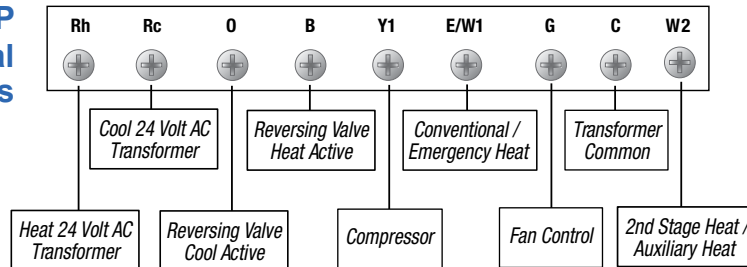 P
al
s
Rh Rc O B Y1 E/W1 G C W2
Cool 24 Volt AC
Transformer
Reversing Valve
Heat Active
Conventional /
Emergency Heat
Transformer
Common
Heat 24 Volt AC
Transformer
Reversing Valve
Cool Active
Compressor
Fan Control
2nd Stage Heat /
Auxiliary Heat